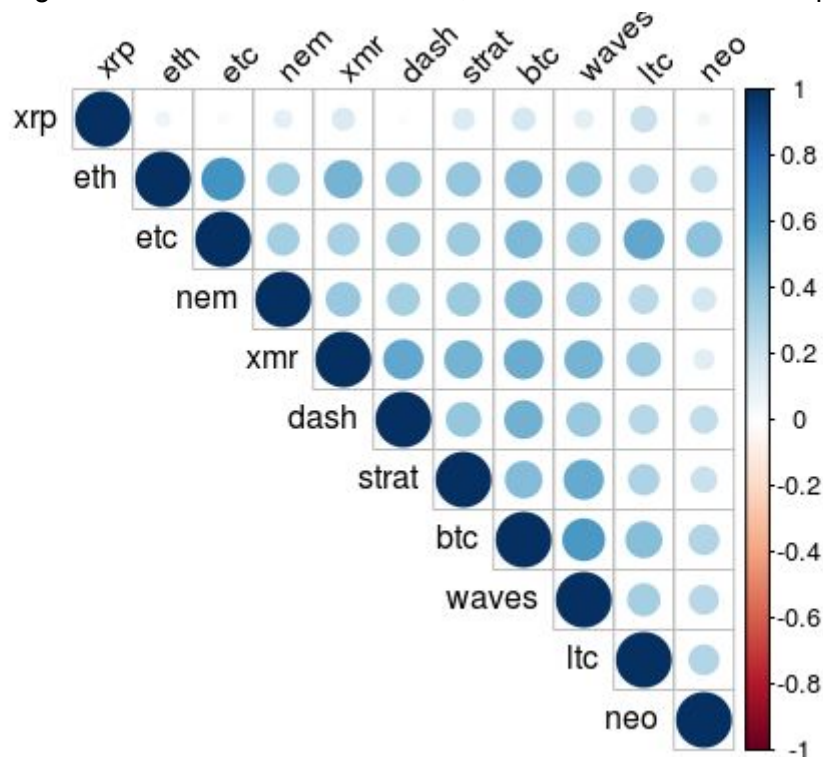 xrp eth etc nem xmr dash strat btc waves ltc neo
xrp
eth
etc
nem
xmr
dash
strat
btc
waves
ltc
neo
1
0.8
0.6
0.4
0.2
0
-0.2
-0.4
-0.6
-0.8
-1